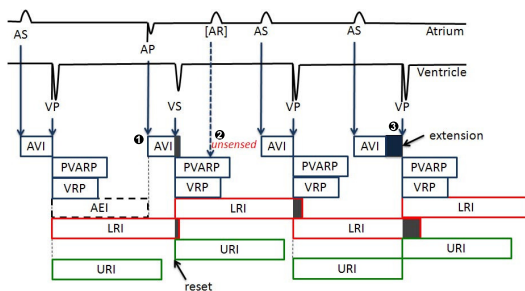 AS AP [AR] AS AS Atrium
Ventricle
VP VS VP VP
❶ ❷ ❸
AVI AVI unsensed AVI AVI extension
PVARP PVARP PVARP PVARP
VRP VRP VRP VRP
AEI LRI LRI
LRI LRI
URI URI
URI URI
reset